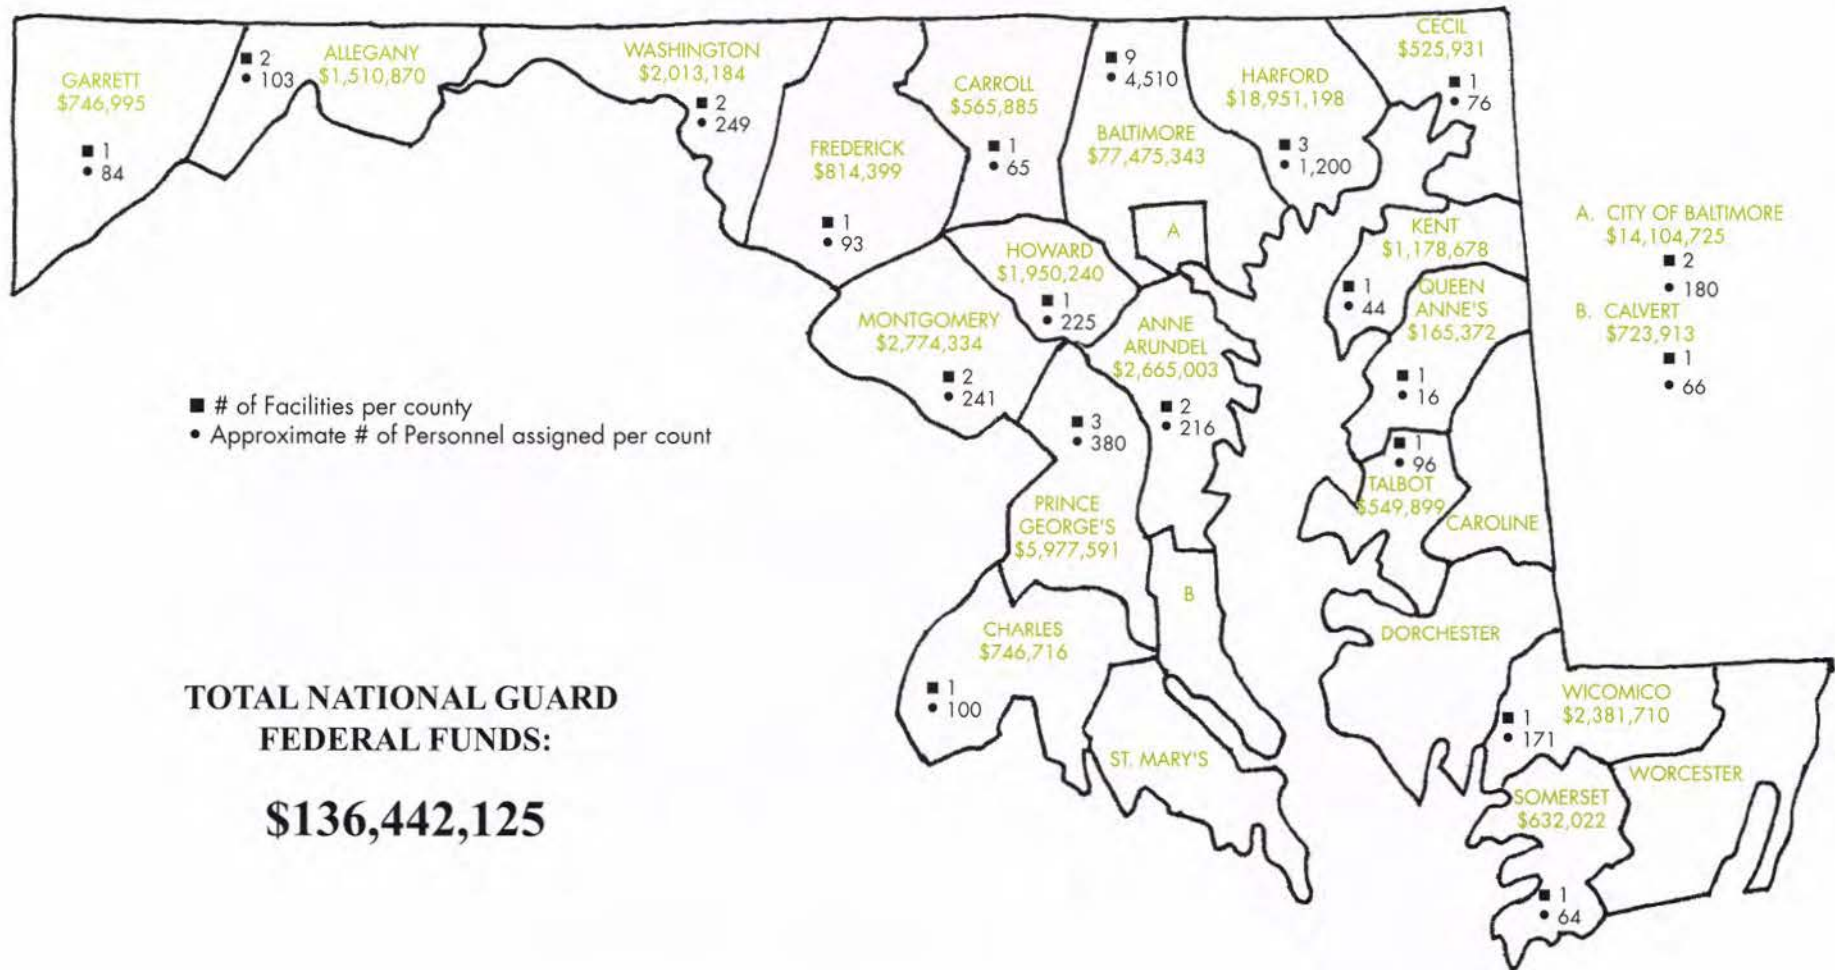 GARRETT
$746,995
■ 1
● 84
■ 2
● 103
ALLEGANY
$1,510,870
WASHINGTON
$2,013,184
■ 2
● 249
FREDERICK
$814,399
■ 1
● 93
CARROLL
$565,885
■ 1
● 65
■ 9
● 4,510
BALTIMORE
$77,475,343
A
HARFORD
$18,951,198
■ 3
● 1,200
CECIL
$525,931
■ 1
● 76
HOWARD
$1,950,240
■ 1
● 225
MONTGOMERY
$2,774,334
■ 2
● 241
ANNE
ARUNDEL
$2,665,003
■ 2
● 216
KENT
$1,178,678
■ 1
● 44
QUEEN
ANNE'S
$165,372
■ 1
● 16
■ 1
● 96
TALBOT
$549,899
CAROLINE
A. CITY OF BALTIMORE
$14,104,725
■ 2
● 180
B. CALVERT
$723,913
■ 1
● 66
■ # of Facilities per county
● Approximate # of Personnel assigned per count
■ 3
● 380
PRINCE
GEORGE'S
$5,977,591
B
CHARLES
$746,716
■ 1
● 100
ST. MARY'S
DORCHESTER
WICOMICO
$2,381,710
■ 1
● 171
WORCESTER
SOMERSET
$632,022
■ 1
● 64
TOTAL NATIONAL GUARD
FEDERAL FUNDS:
$136,442,125